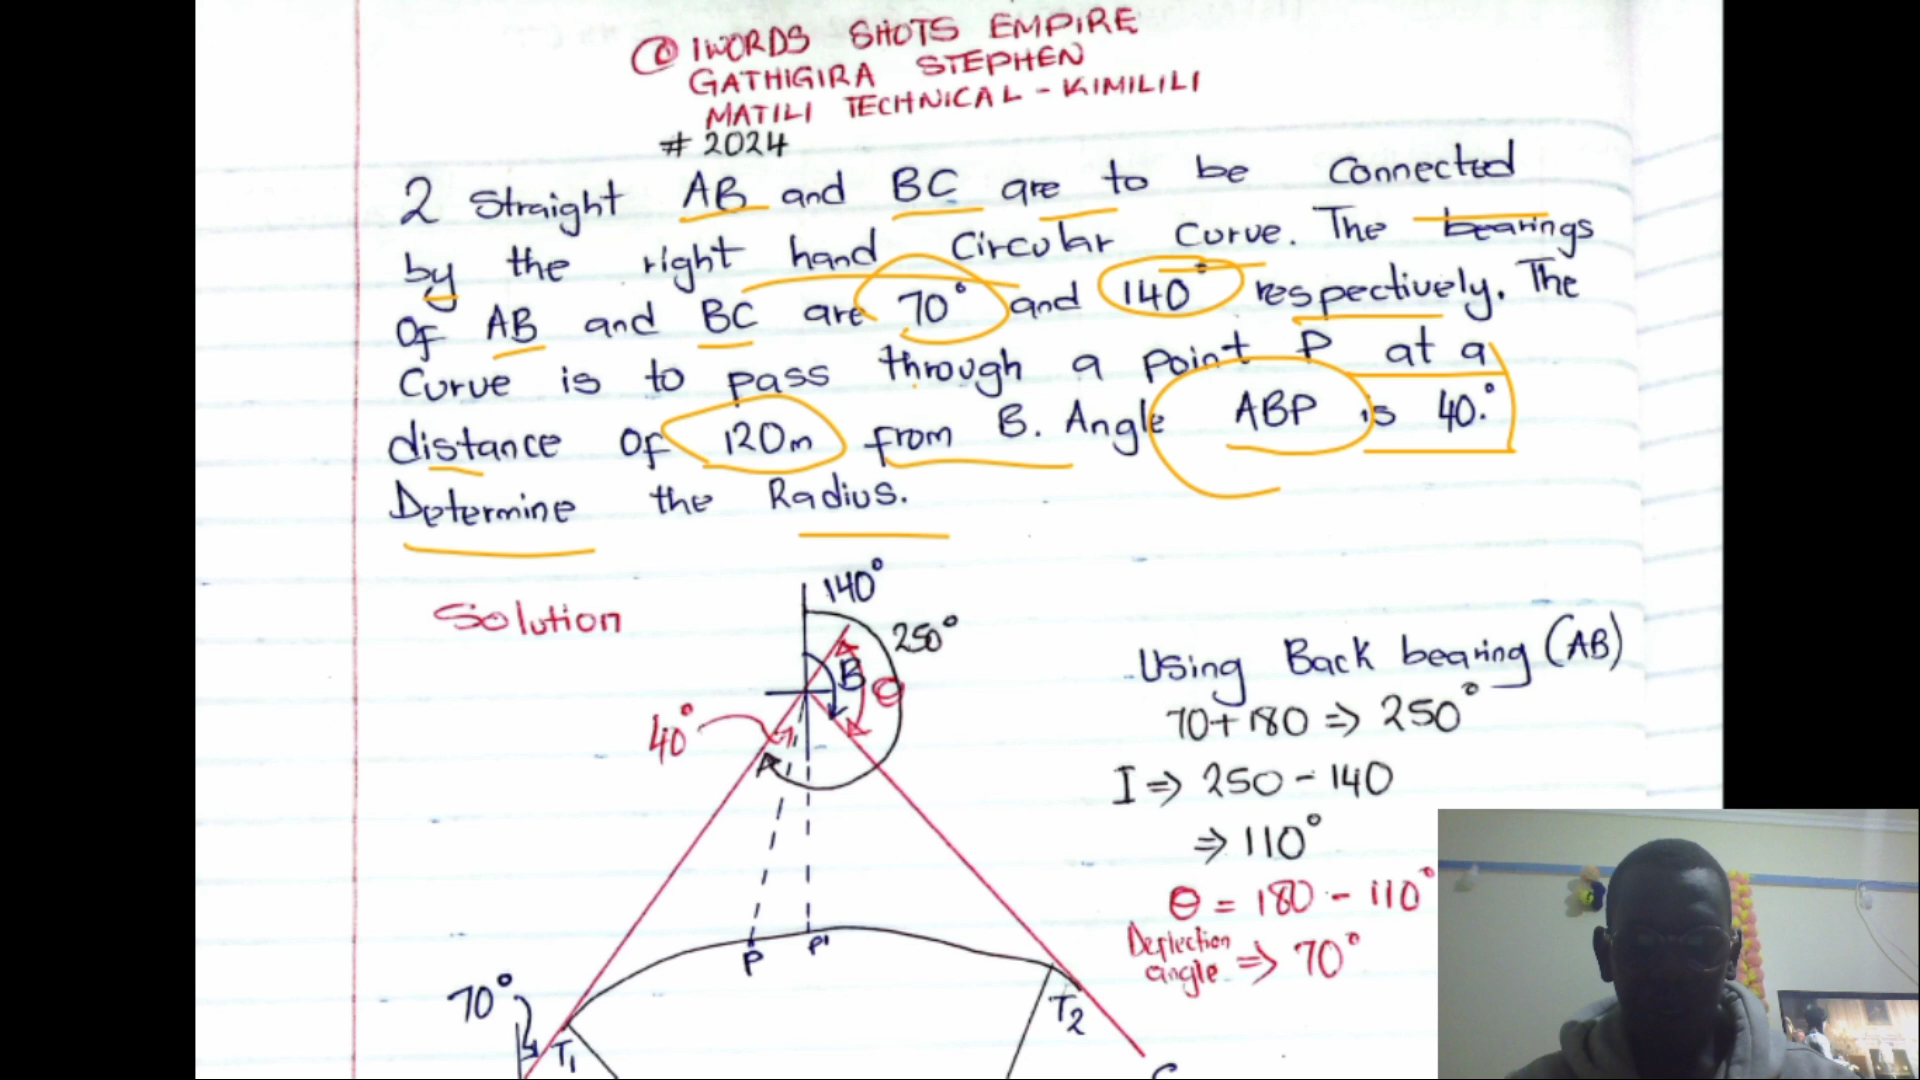 @ IWORDS SHOTS EMPIRE
GATHIGIRA STEPHEN
MATILI TECHNICAL - KIMILILI
# 2024
2 Straight AB and BC are to be Connected
by the right hand Circular Curve. The bearings
Of AB and BC are 70° and 140° respectively. The
Curve is to pass through a point P at a
distance Of 120m from B. Angle ABP is 40.°
Determine the Radius.
Solution
140°
250°
B
θ
40°
P
P'
70°
T1
T2
C
Using Back bearing (AB)
70+180 ⇒ 250°
I ⇒ 250 - 140
⇒ 110°
θ = 180 - 110°
Deflection angle ⇒ 70°